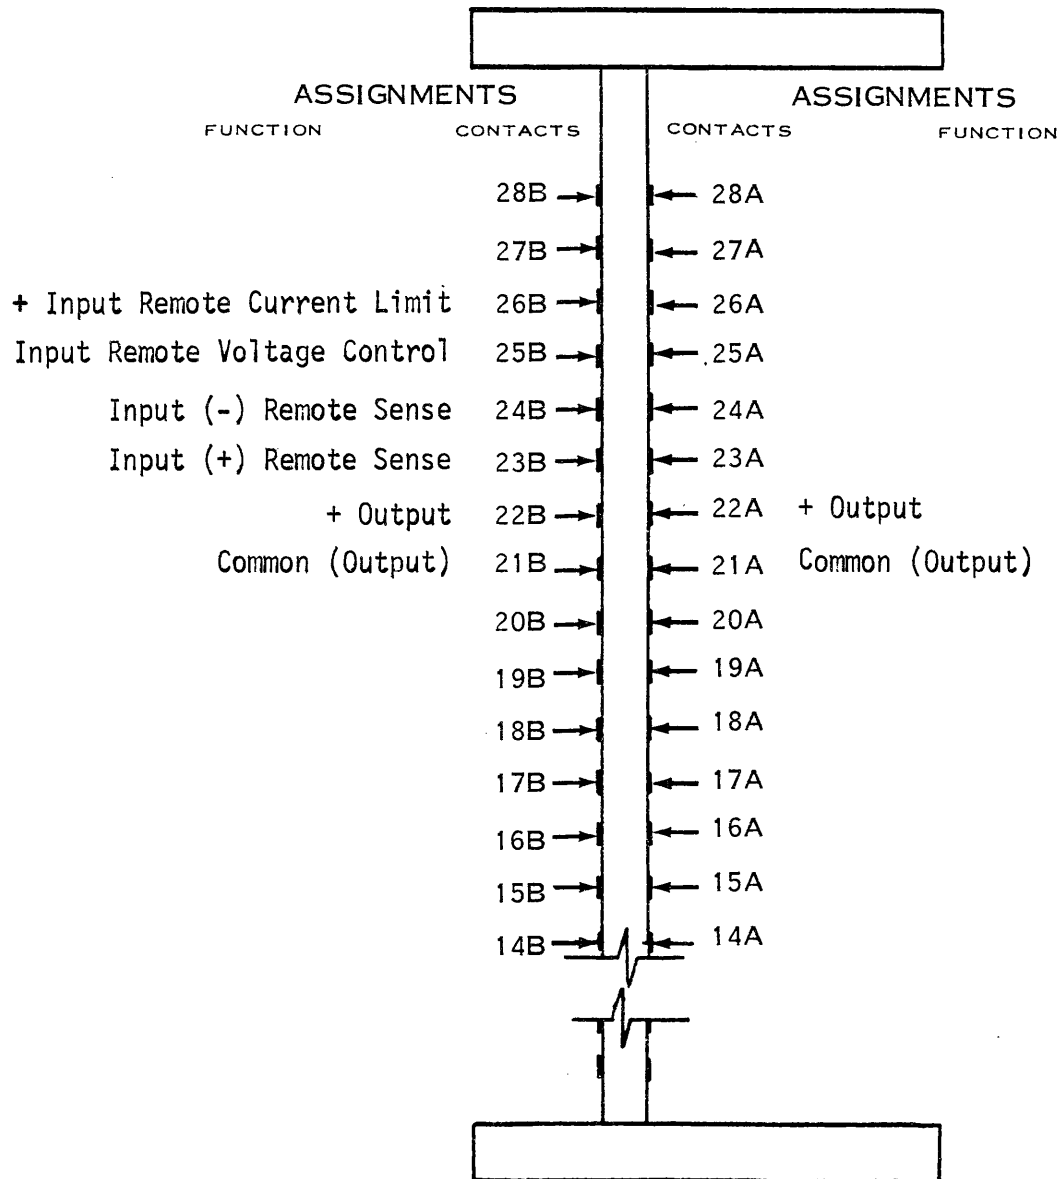 ASSIGNMENTS ASSIGNMENTS
FUNCTION CONTACTS CONTACTS FUNCTION
28B 28A
27B 27A
+ Input Remote Current Limit 26B 26A
Input Remote Voltage Control 25B 25A
Input (-) Remote Sense 24B 24A
Input (+) Remote Sense 23B 23A
+ Output 22B 22A + Output
Common (Output) 21B 21A Common (Output)
20B 20A
19B 19A
18B 18A
17B 17A
16B 16A
15B 15A
14B 14A